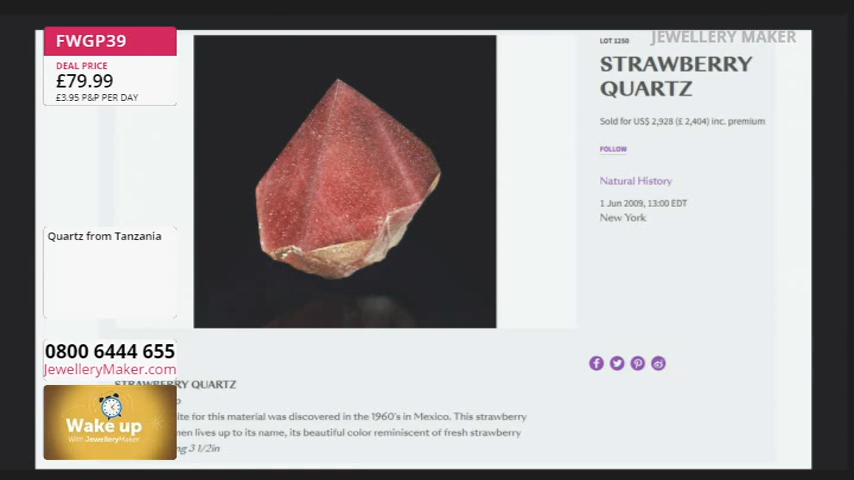 FWGP39
DEAL PRICE
£79.99
£3.95 P&P PER DAY
Quartz from Tanzania
0800 6444 655
JewelleryMaker.com
Wake up
With JewelleryMaker
JEWELLERY MAKER
LOT 1250
STRAWBERRY
QUARTZ
Sold for US$ 2,928 (£ 2,404) inc. premium
FOLLOW
Natural History
1 Jun 2009, 13:00 EDT
New York
STRAWBERRY QUARTZ
for this material was discovered in the 1960's in Mexico. This strawberry
lives up to its name, its beautiful color reminiscent of fresh strawberry
3 1/2in